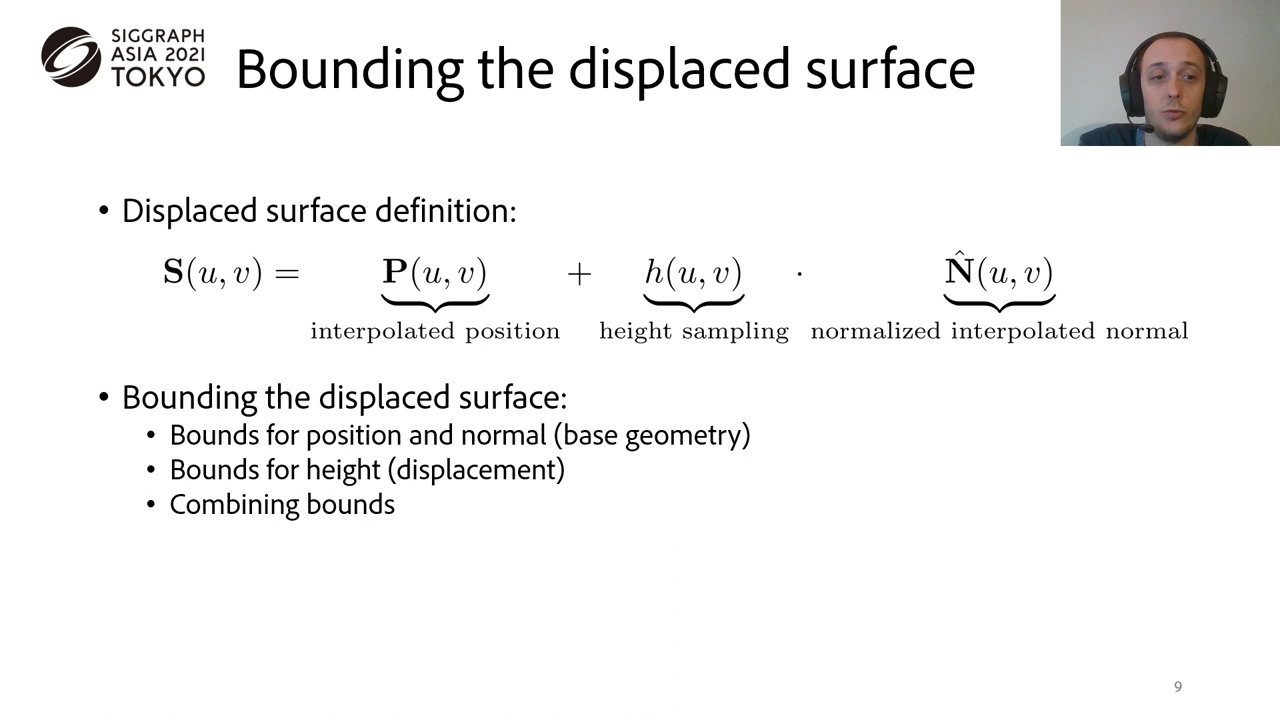 SIGGRAPH
ASIA 2021
TOKYO
Bounding the displaced surface
• Displaced surface definition:
S(u, v) = P(u, v) + h(u, v) · N̂(u, v)
interpolated position height sampling normalized interpolated normal
• Bounding the displaced surface:
• Bounds for position and normal (base geometry)
• Bounds for height (displacement)
• Combining bounds
9